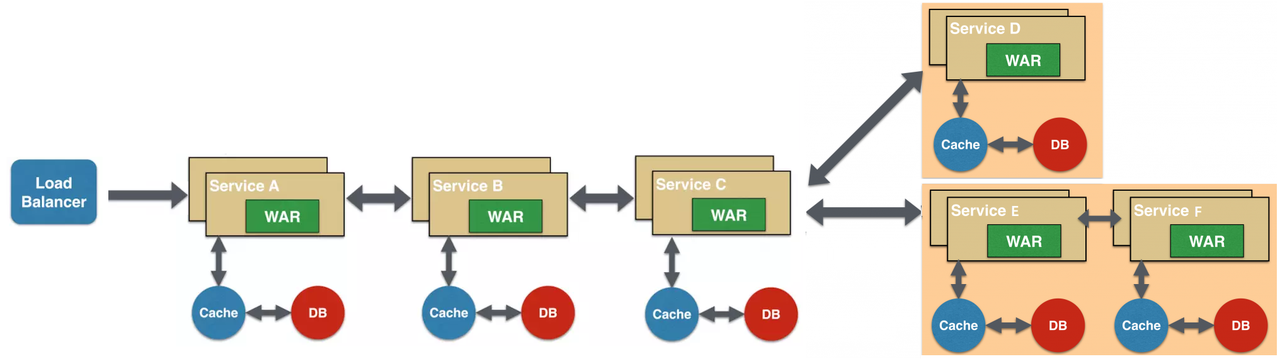 Load
Balancer
Service A
WAR
Cache
DB
Service B
WAR
Cache
DB
Service C
WAR
Cache
DB
Service D
WAR
Cache
DB
Service E
WAR
Cache
DB
Service F
WAR
Cache
DB